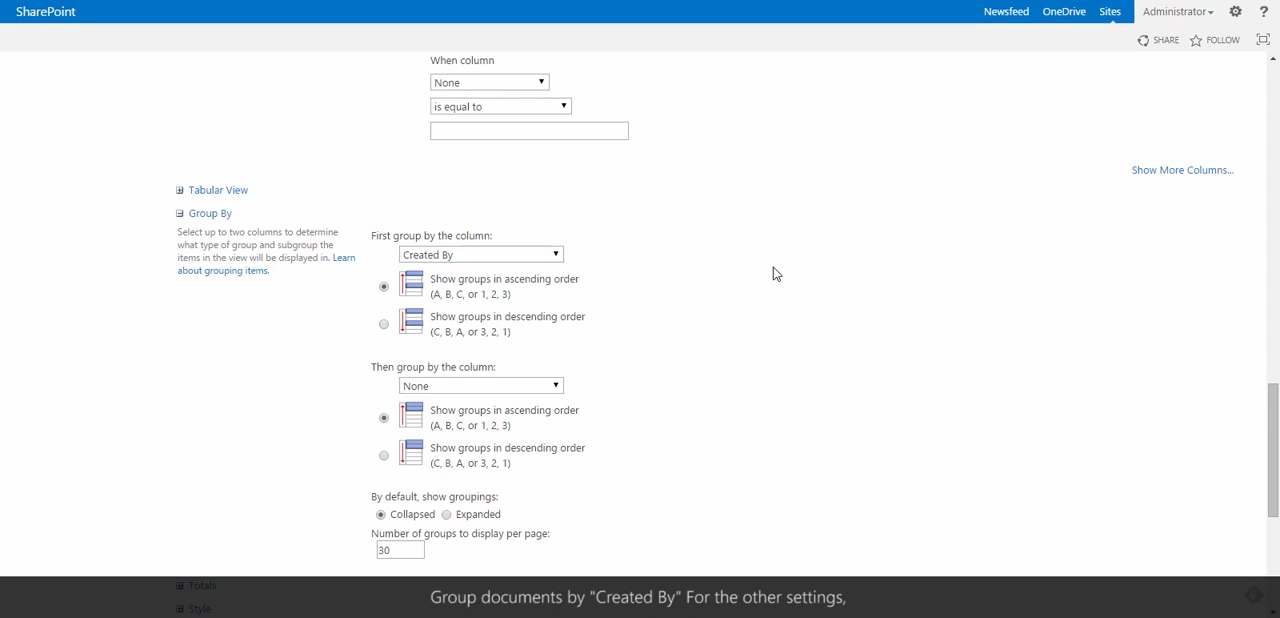 SharePoint
Newsfeed OneDrive Sites Administrator ?
SHARE FOLLOW
When column
None
is equal to
Show More Columns...
Tabular View
Group By
Select up to two columns to determine
what type of group and subgroup the
items in the view will be displayed in. Learn
about grouping items.
First group by the column:
Created By
Show groups in ascending order
(A, B, C, or 1, 2, 3)
Show groups in descending order
(C, B, A, or 3, 2, 1)
Then group by the column:
None
Show groups in ascending order
(A, B, C, or 1, 2, 3)
Show groups in descending order
(C, B, A, or 3, 2, 1)
By default, show groupings:
Collapsed Expanded
Number of groups to display per page:
30
Totals
Group documents by "Created By" For the other settings,
Style